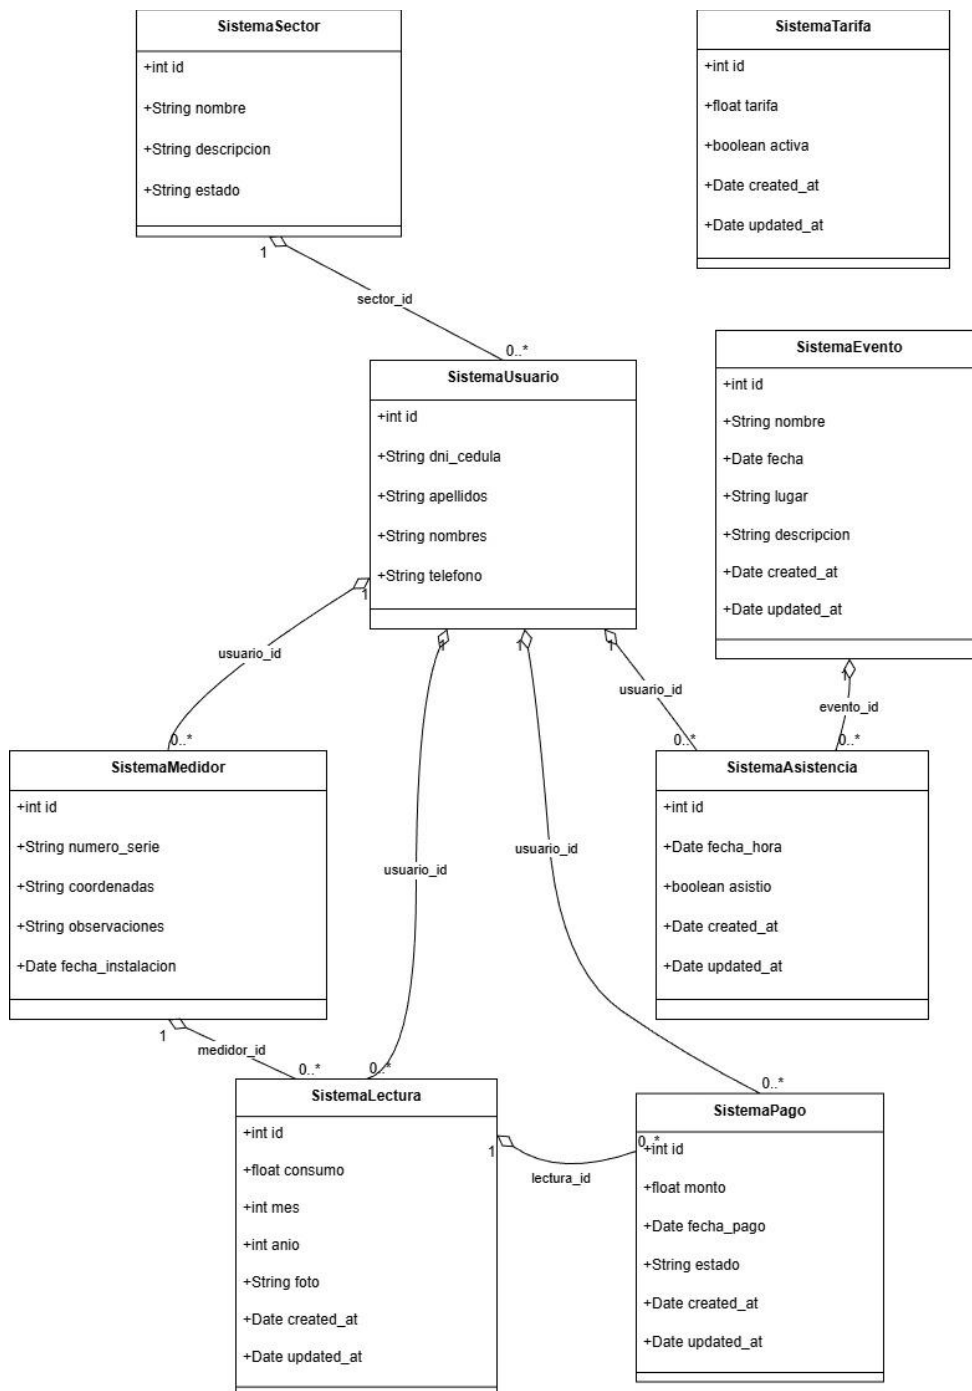 SistemaSector
+int id
+String nombre
+String descripcion
+String estado
1
sector_id
0..*
SistemaTarifa
+int id
+float tarifa
+boolean activa
+Date created_at
+Date updated_at
SistemaUsuario
+int id
+String dni_cedula
+String apellidos
+String nombres
+String telefono
1
1
1
1
SistemaEvento
+int id
+String nombre
+Date fecha
+String lugar
+String descripcion
+Date created_at
+Date updated_at
1
usuario_id
usuario_id
evento_id
0..*
0..*
0..*
SistemaMedidor
+int id
+String numero_serie
+String coordenadas
+String observaciones
+Date fecha_instalacion
usuario_id
usuario_id
SistemaAsistencia
+int id
+Date fecha_hora
+boolean asistio
+Date created_at
+Date updated_at
1
medidor_id
0..*
0..*
0..*
SistemaLectura
+int id
+float consumo
+int mes
+int anio
+String foto
+Date created_at
+Date updated_at
1
lectura_id
0..*
SistemaPago
+int id
+float monto
+Date fecha_pago
+String estado
+Date created_at
+Date updated_at